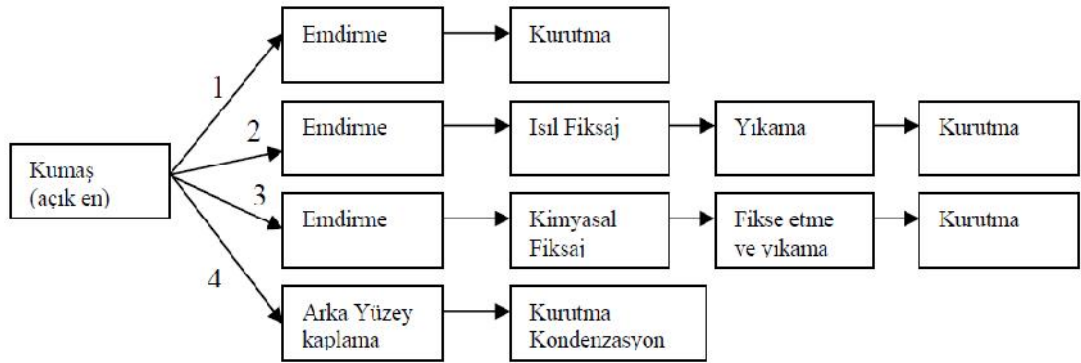 Emdirme
Kurutma
1
Emdirme
Isıl Fiksaj
Yıkama
Kurutma
2
Kumaş
(açık en)
3
Emdirme
Kimyasal
Fiksaj
Fikse etme
ve yıkama
Kurutma
4
Arka Yüzey
kaplama
Kurutma
Kondenzasyon